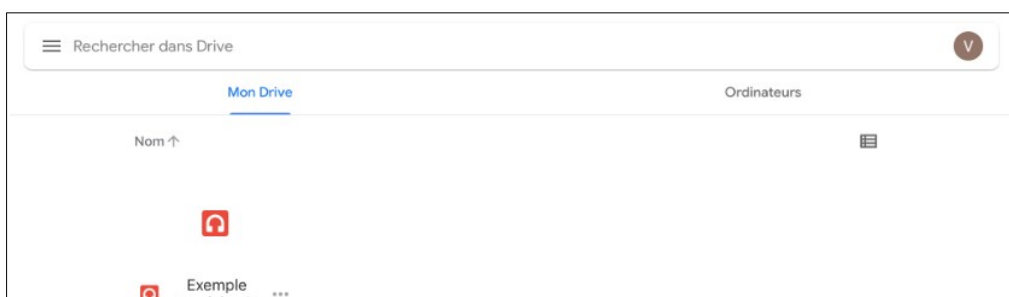 Rechercher dans Drive
V
Mon Drive
Ordinateurs
Nom
Exemple